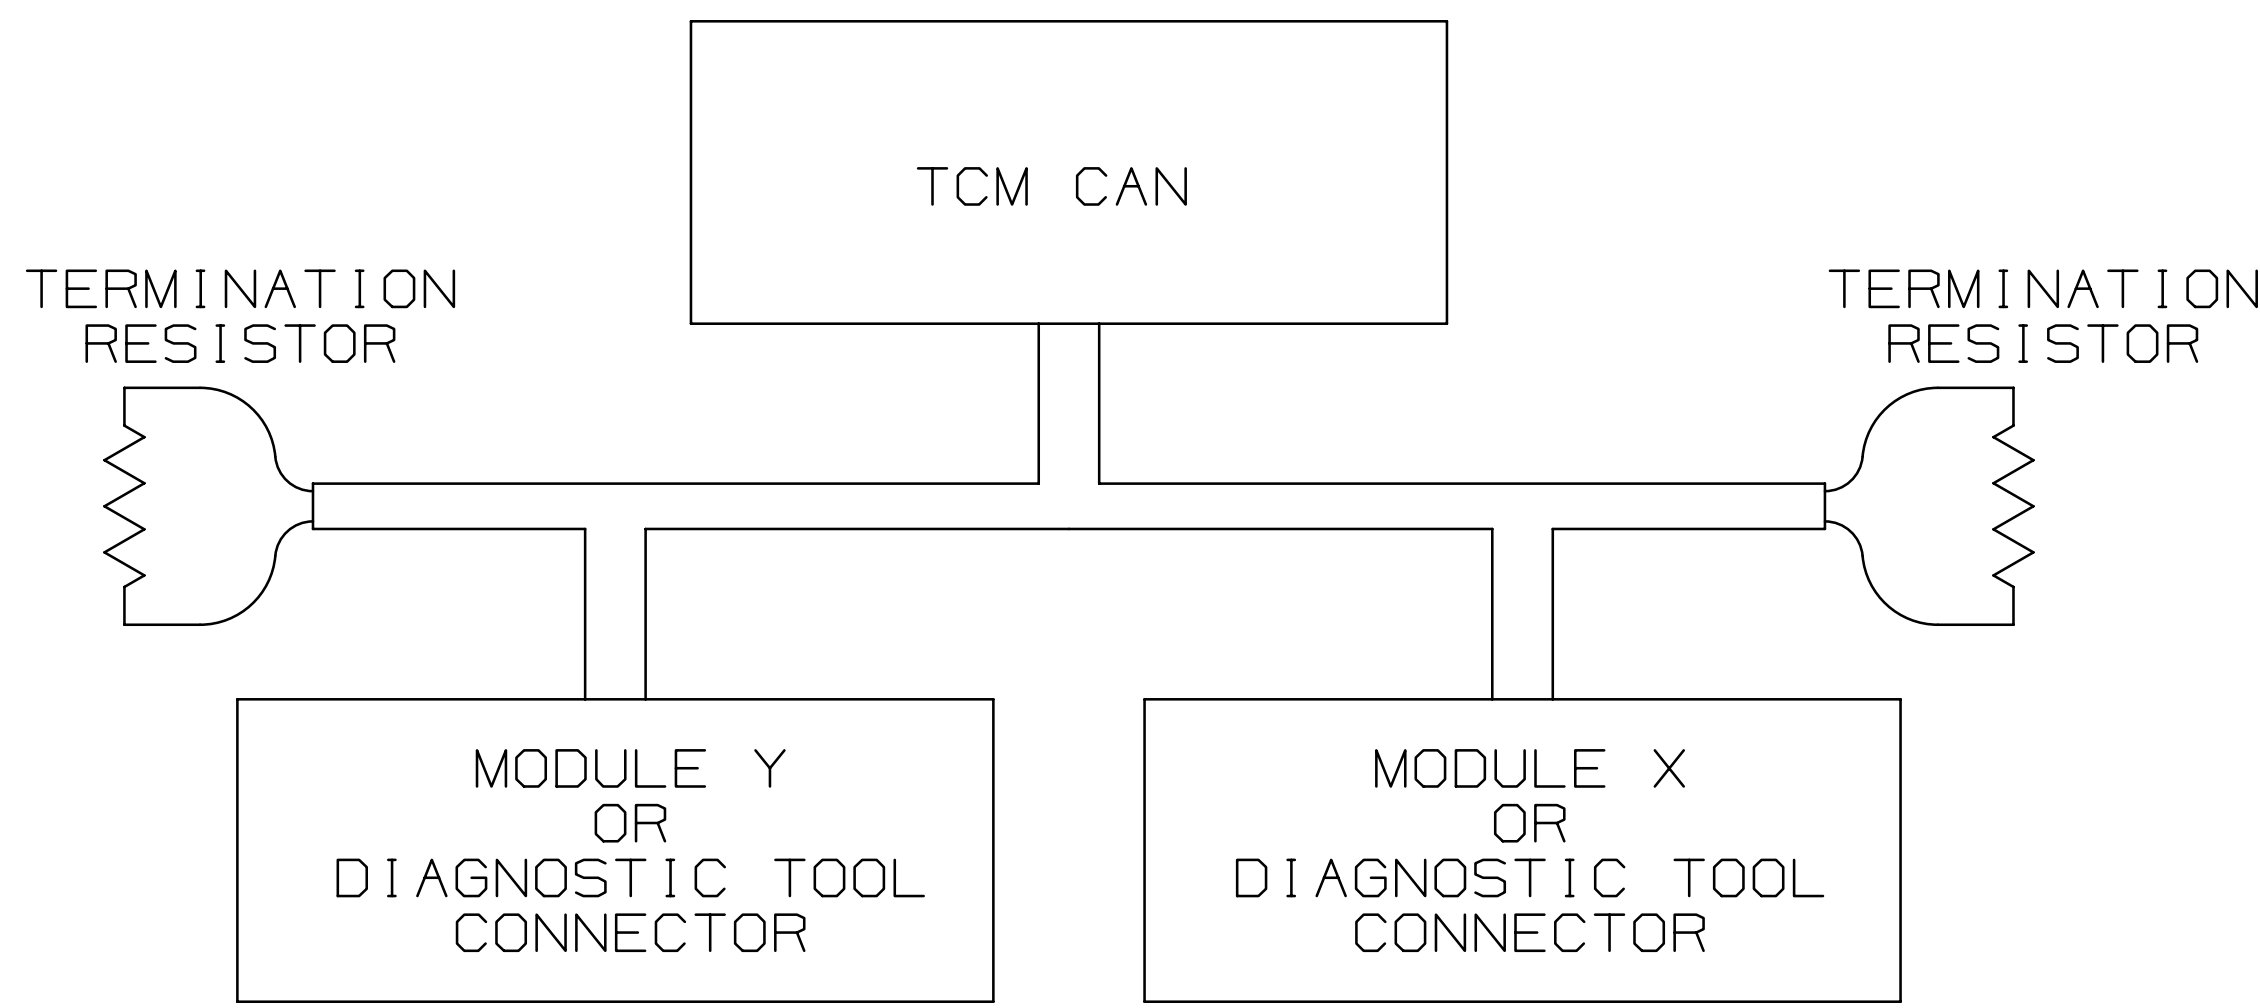 TCM CAN
TERMINATION
RESISTOR
TERMINATION
RESISTOR
MODULE Y
OR
DIAGNOSTIC TOOL
CONNECTOR
MODULE X
OR
DIAGNOSTIC TOOL
CONNECTOR